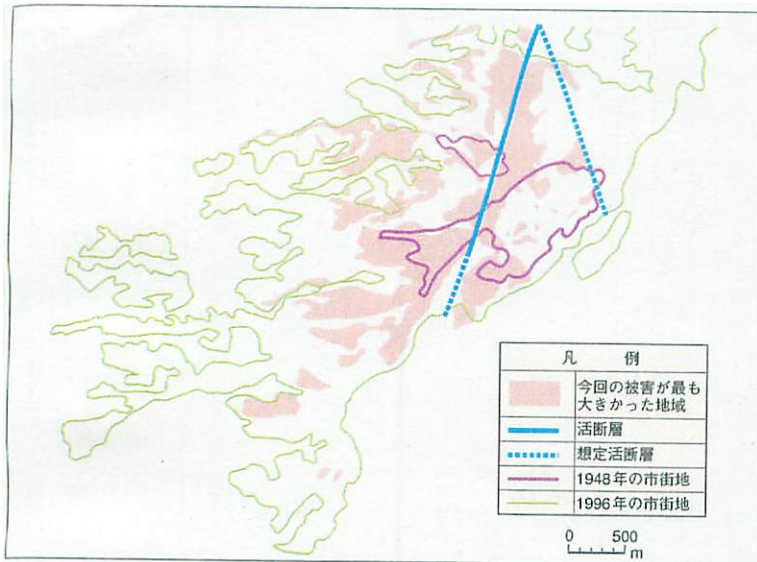 凡 例
今回の被害が最も
大きかった地域
活断層
想定活断層
1948年の市街地
1996年の市街地
0 500
m